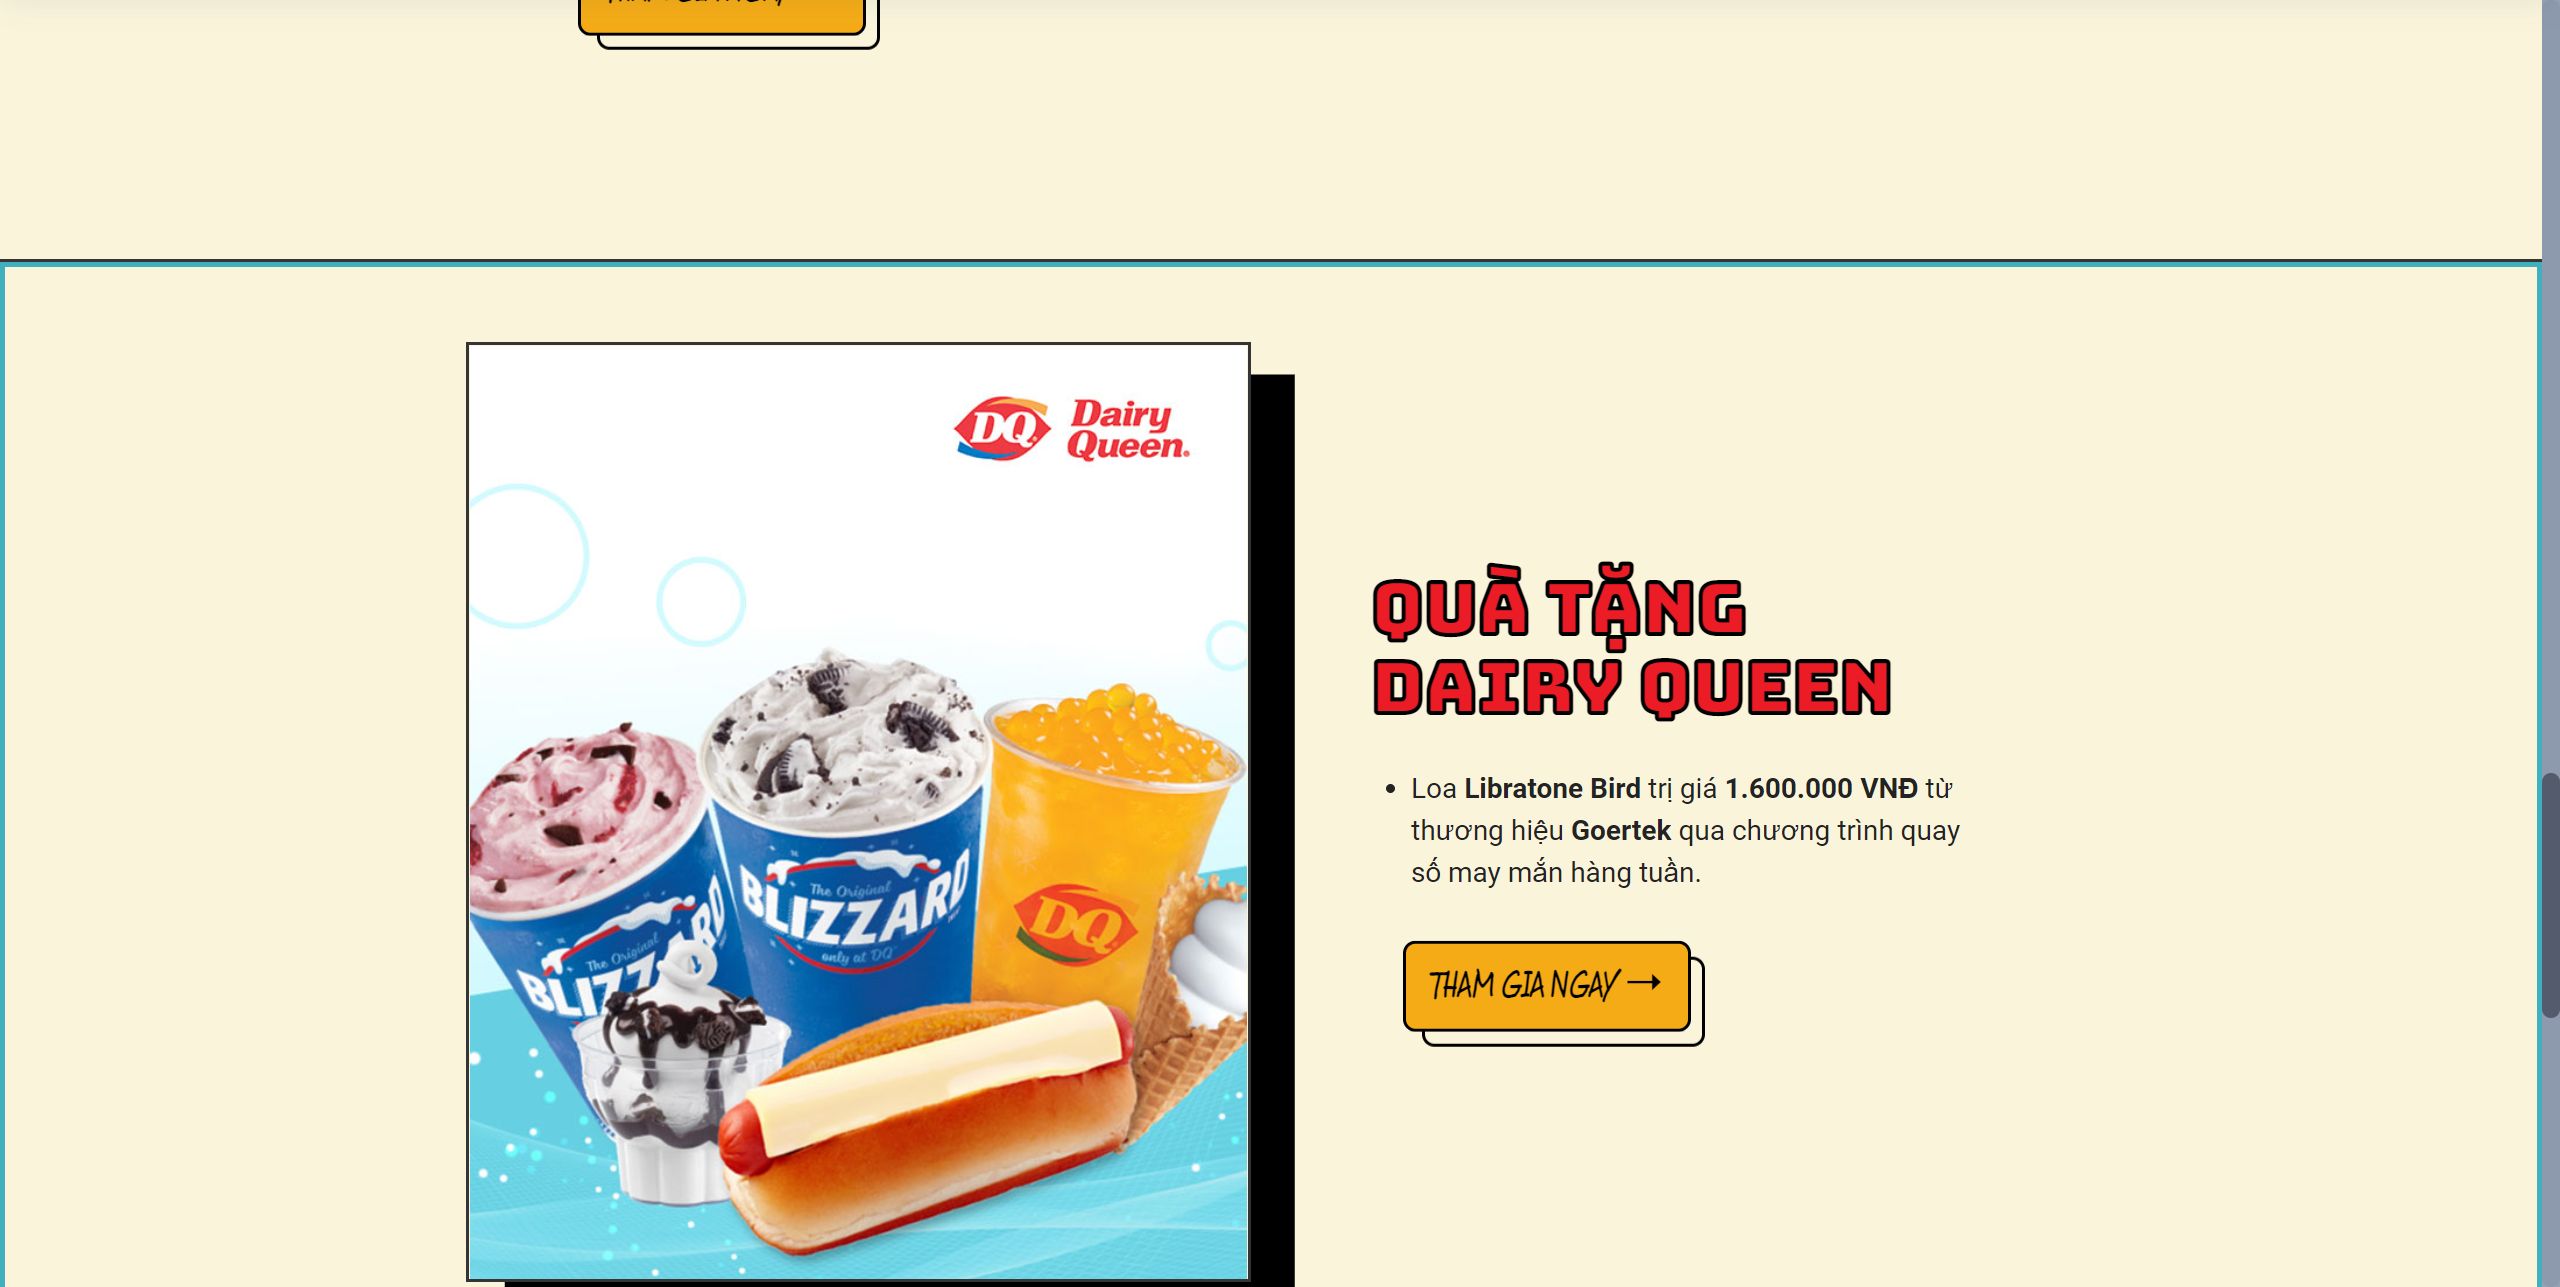 DQ
Dairy
Queen.
QUÀ TẶNG
DAIRY QUEEN
Loa Libratone Bird trị giá 1.600.000 VNĐ từ
thương hiệu Goertek qua chương trình quay
số may mắn hàng tuần.
THAM GIA NGAY →
The Original
BLIZZARD
only at DQ
The Original
DQ